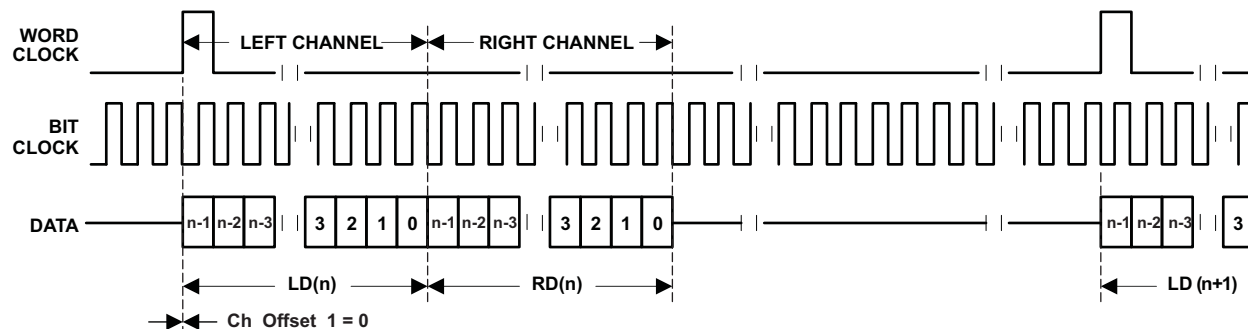 WORD
CLOCK
LEFT CHANNEL
RIGHT CHANNEL
BIT
CLOCK
DATA
n-1 n-2 n-3 3 2 1 0 n-1 n-2 n-3 3 2 1 0 n-1 n-2 n-3 3
LD(n) RD(n) LD (n+1)
Ch Offset 1 = 0